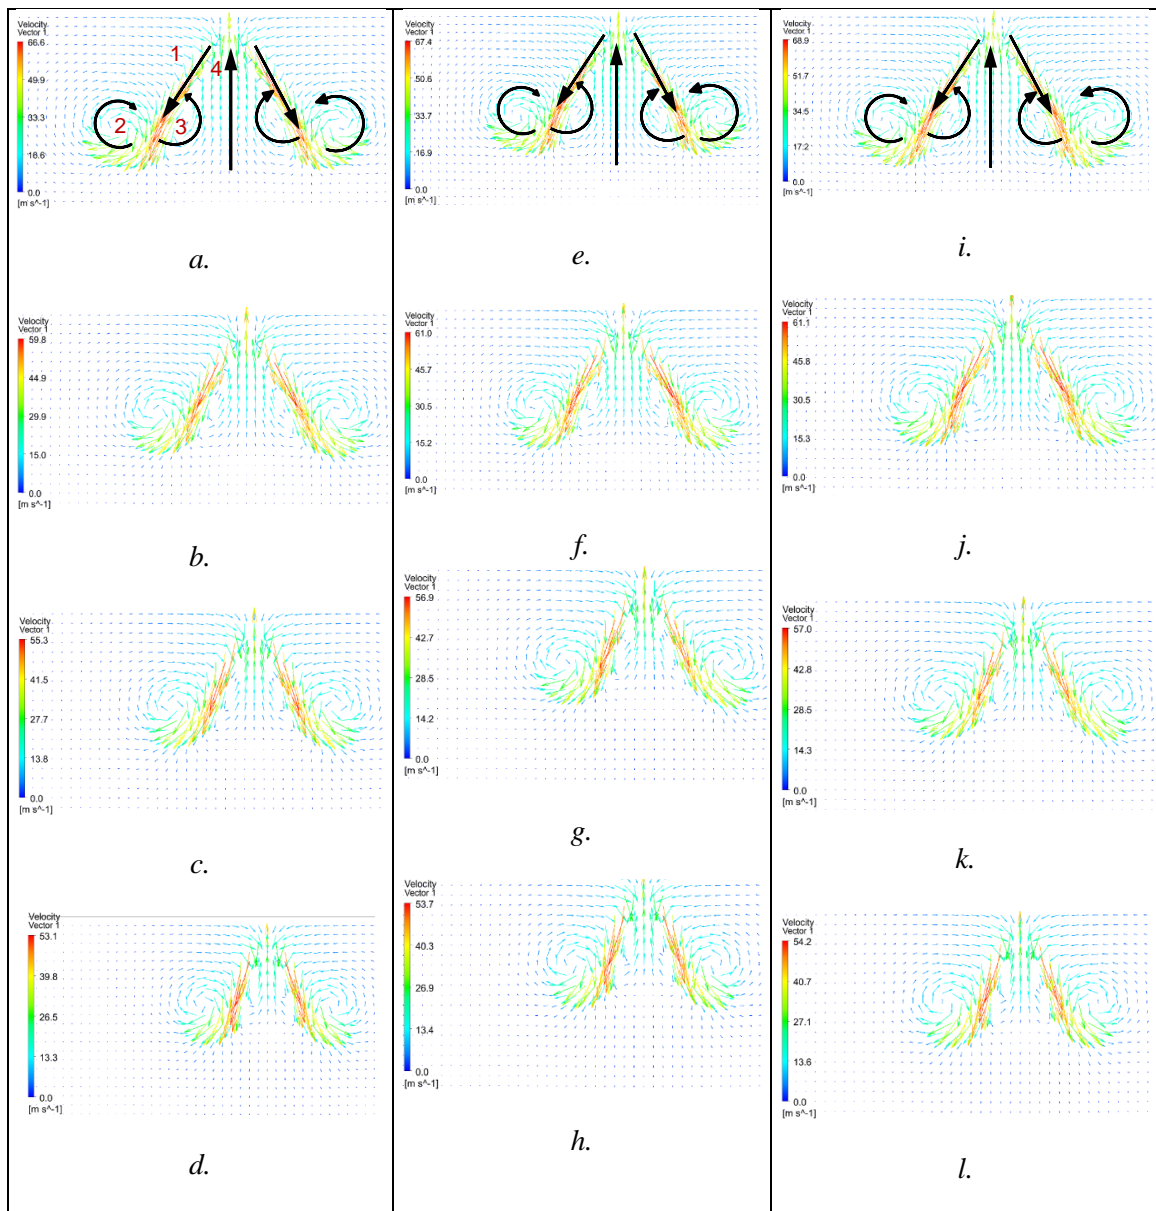 Velocity
Vector 1
66.6
49.9
33.3
16.6
0.0
[m s^-1]
1
4
2
3
a.
Velocity
Vector 1
59.8
44.9
29.9
15.0
0.0
[m s^-1]
b.
Velocity
Vector 1
55.3
41.5
27.7
13.8
0.0
[m s^-1]
c.
Velocity
Vector 1
53.1
39.8
26.5
13.3
0.0
[m s^-1]
d.
Velocity
Vector 1
67.4
50.6
33.7
16.9
0.0
[m s^-1]
e.
Velocity
Vector 1
61.0
45.7
30.5
15.2
0.0
[m s^-1]
f.
Velocity
Vector 1
56.9
42.7
28.5
14.2
0.0
[m s^-1]
g.
Velocity
Vector 1
53.7
40.3
26.9
13.4
0.0
[m s^-1]
h.
Velocity
Vector 1
68.9
51.7
34.5
17.2
0.0
[m s^-1]
i.
Velocity
Vector 1
61.1
45.8
30.5
15.3
0.0
[m s^-1]
j.
Velocity
Vector 1
57.0
42.8
28.5
14.3
0.0
[m s^-1]
k.
Velocity
Vector 1
54.2
40.7
27.1
13.6
0.0
[m s^-1]
l.